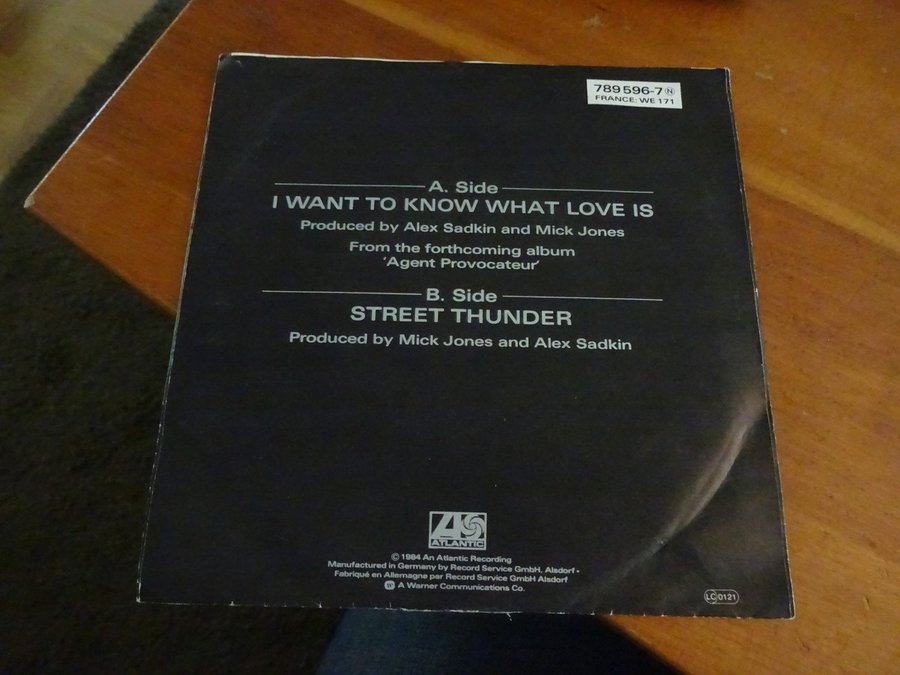 789 596-7 Ⓝ
FRANCE: WE 171
A. Side
I WANT TO KNOW WHAT LOVE IS
Produced by Alex Sadkin and Mick Jones
From the forthcoming album
'Agent Provocateur'
B. Side
STREET THUNDER
Produced by Mick Jones and Alex Sadkin
ATLANTIC
© 1984 An Atlantic Recording
Manufactured in Germany by Record Service GmbH, Alsdorf •
Fabriqué en Allemagne par Record Service GmbH Alsdorf
A Warner Communications Co.
LC 0121